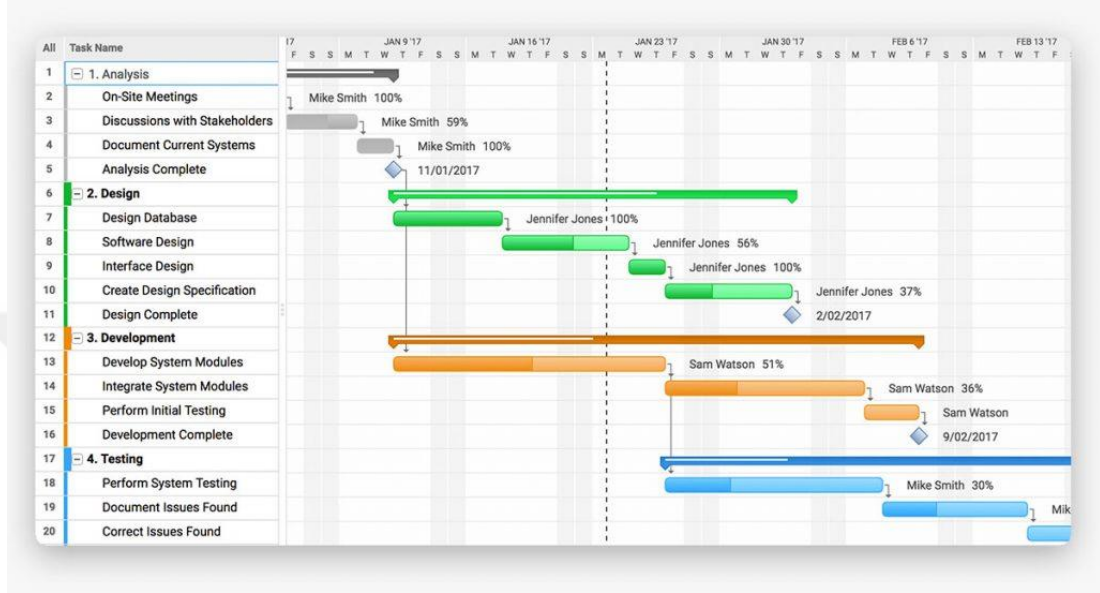 All Task Name 17 JAN 9 '17 JAN 16 '17 JAN 23 '17 JAN 30 '17 FEB 6 '17 FEB 13 '17
F S S M T W T F S S M T W T F S S M T W T F S S M T W T F S S M T W T F S S M T W T F
1 1. Analysis
2 On-Site Meetings Mike Smith 100%
3 Discussions with Stakeholders Mike Smith 59%
4 Document Current Systems Mike Smith 100%
5 Analysis Complete 11/01/2017
6 2. Design
7 Design Database Jennifer Jones 100%
8 Software Design Jennifer Jones 56%
9 Interface Design Jennifer Jones 100%
10 Create Design Specification Jennifer Jones 37%
11 Design Complete 2/02/2017
12 3. Development
13 Develop System Modules Sam Watson 51%
14 Integrate System Modules Sam Watson 36%
15 Perform Initial Testing Sam Watson
16 Development Complete 9/02/2017
17 4. Testing
18 Perform System Testing Mike Smith 30%
19 Document Issues Found Mik
20 Correct Issues Found